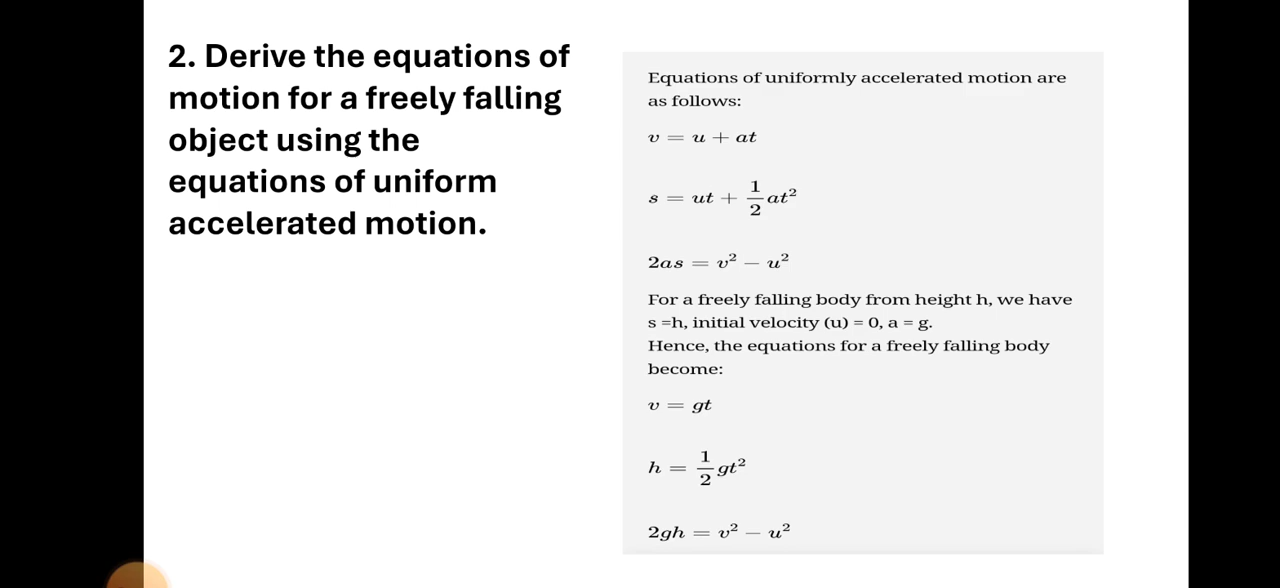 2. Derive the equations of
motion for a freely falling
object using the
equations of uniform
accelerated motion.
Equations of uniformly accelerated motion are
as follows:
v = u + at
s = ut + 1/2 at²
2as = v² − u²
For a freely falling body from height h, we have
s =h, initial velocity (u) = 0, a = g.
Hence, the equations for a freely falling body
become:
v = gt
h = 1/2 gt²
2gh = v² − u²